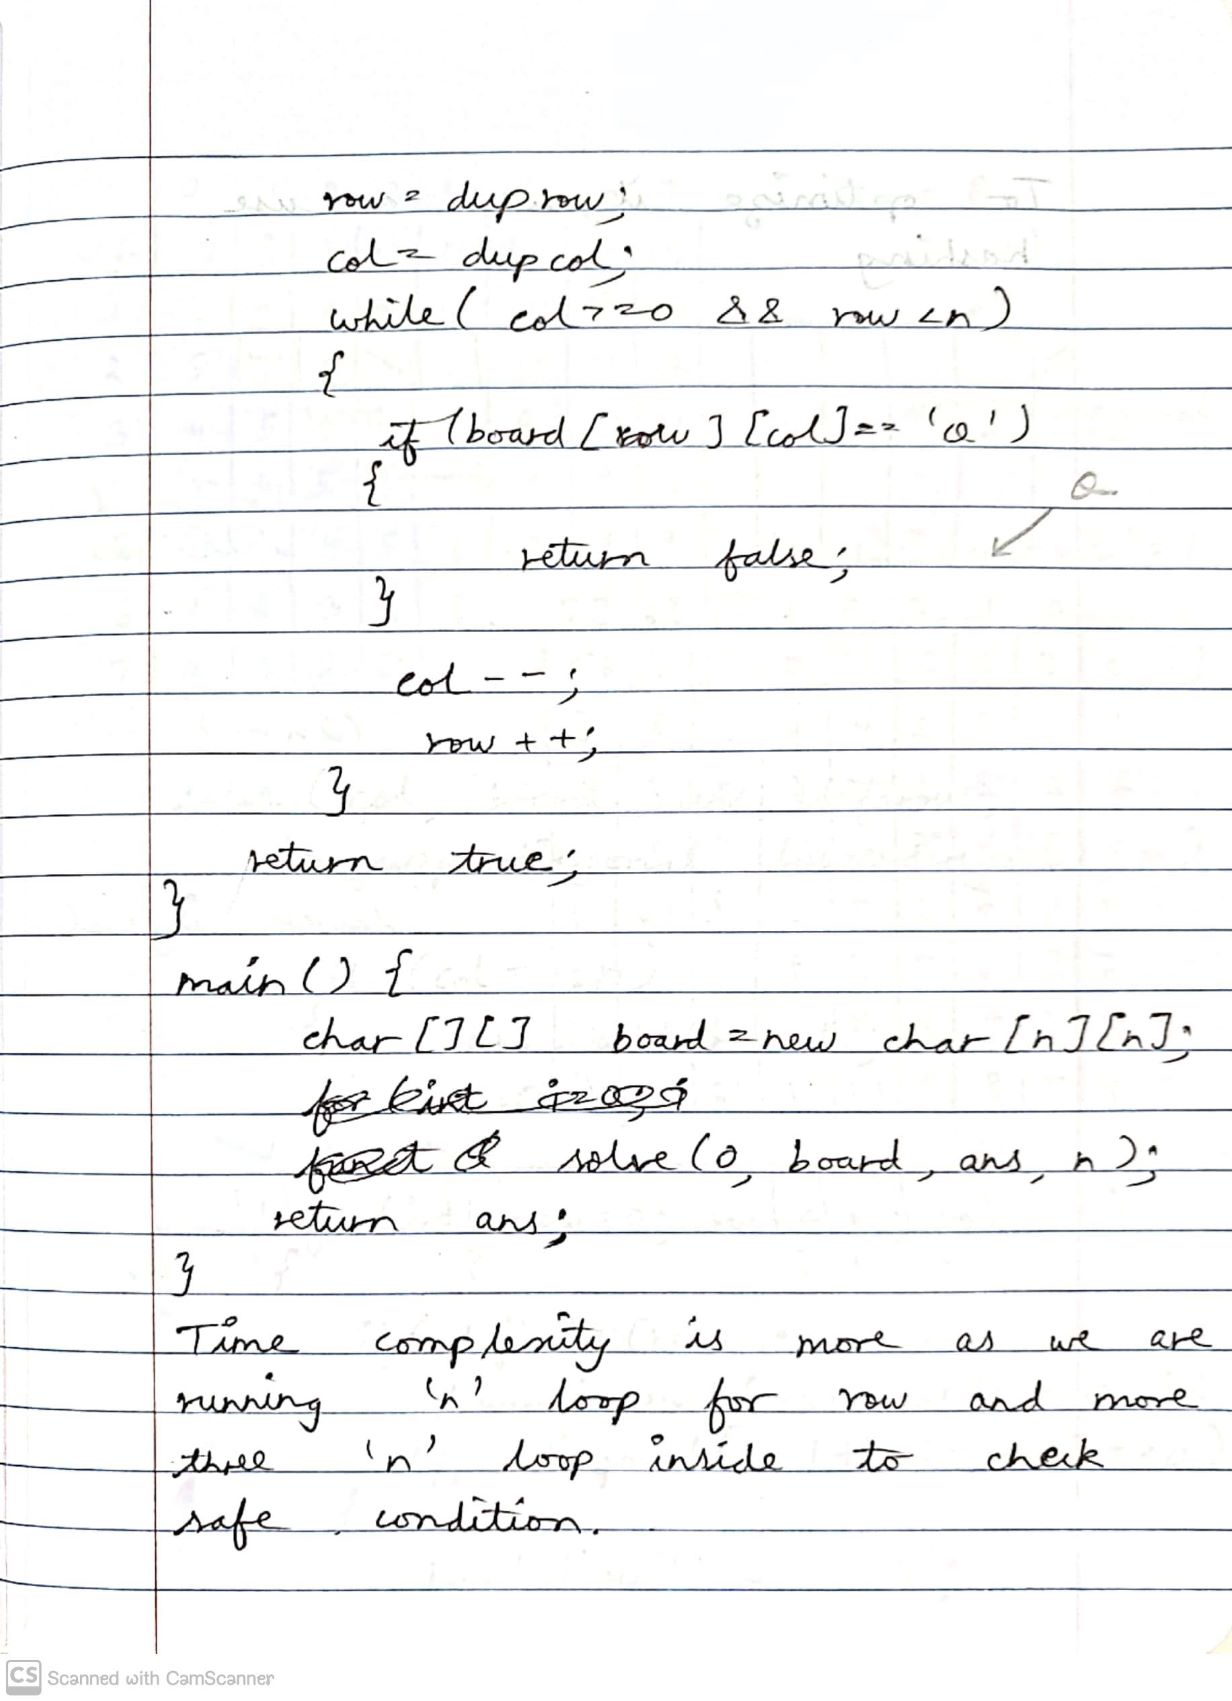 row = duprow;
col = dupcol;
while( col>=0 && row <n)
{
if (board [row] [col]== 'Q')
{
Q
return false;
}
col--;
row ++;
}
return true;
}
main () {
char [] [] board = new char [n] [n];
solve (0, board, ans, n);
return ans;
}
Time complexity is more as we are
running 'n' loop for row and more
three 'n' loop inside to check
safe condition.
CS Scanned with CamScanner